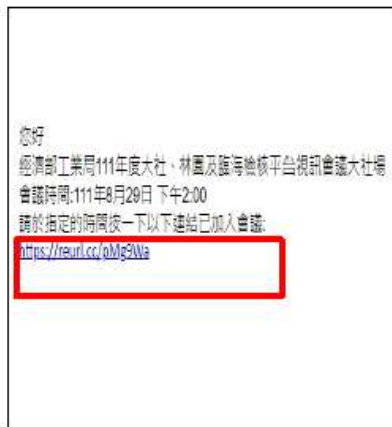 您好
經濟部工業局111年度大社、林園及臨海檢核平台視訊會議大社場
會議時間:111年8月29日 下午2:00
請於指定的時間按一下以下連結已加入會議:
https://reurl.cc/pMg9Wa